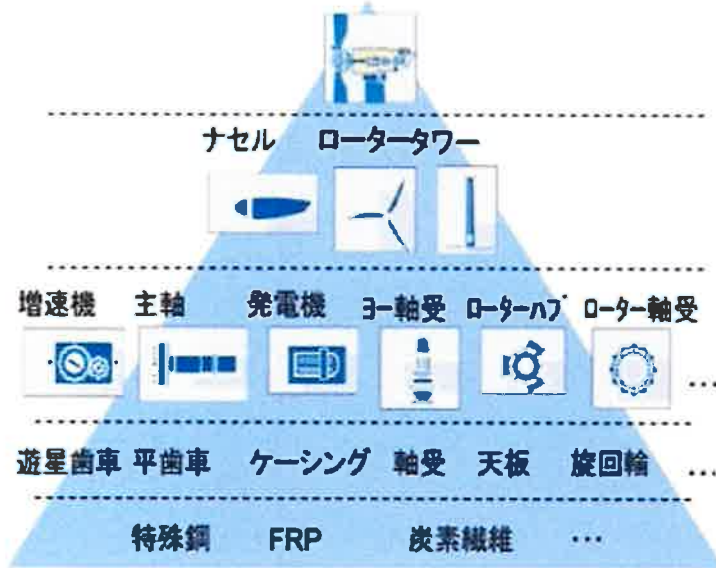 ナセル ロータータワー
増速機 主軸 発電機 ヨー軸受 ローターハブ ローター軸受
…
遊星歯車 平歯車 ケーシング 軸受 天板 旋回輪 …
特殊鋼 FRP 炭素繊維 …